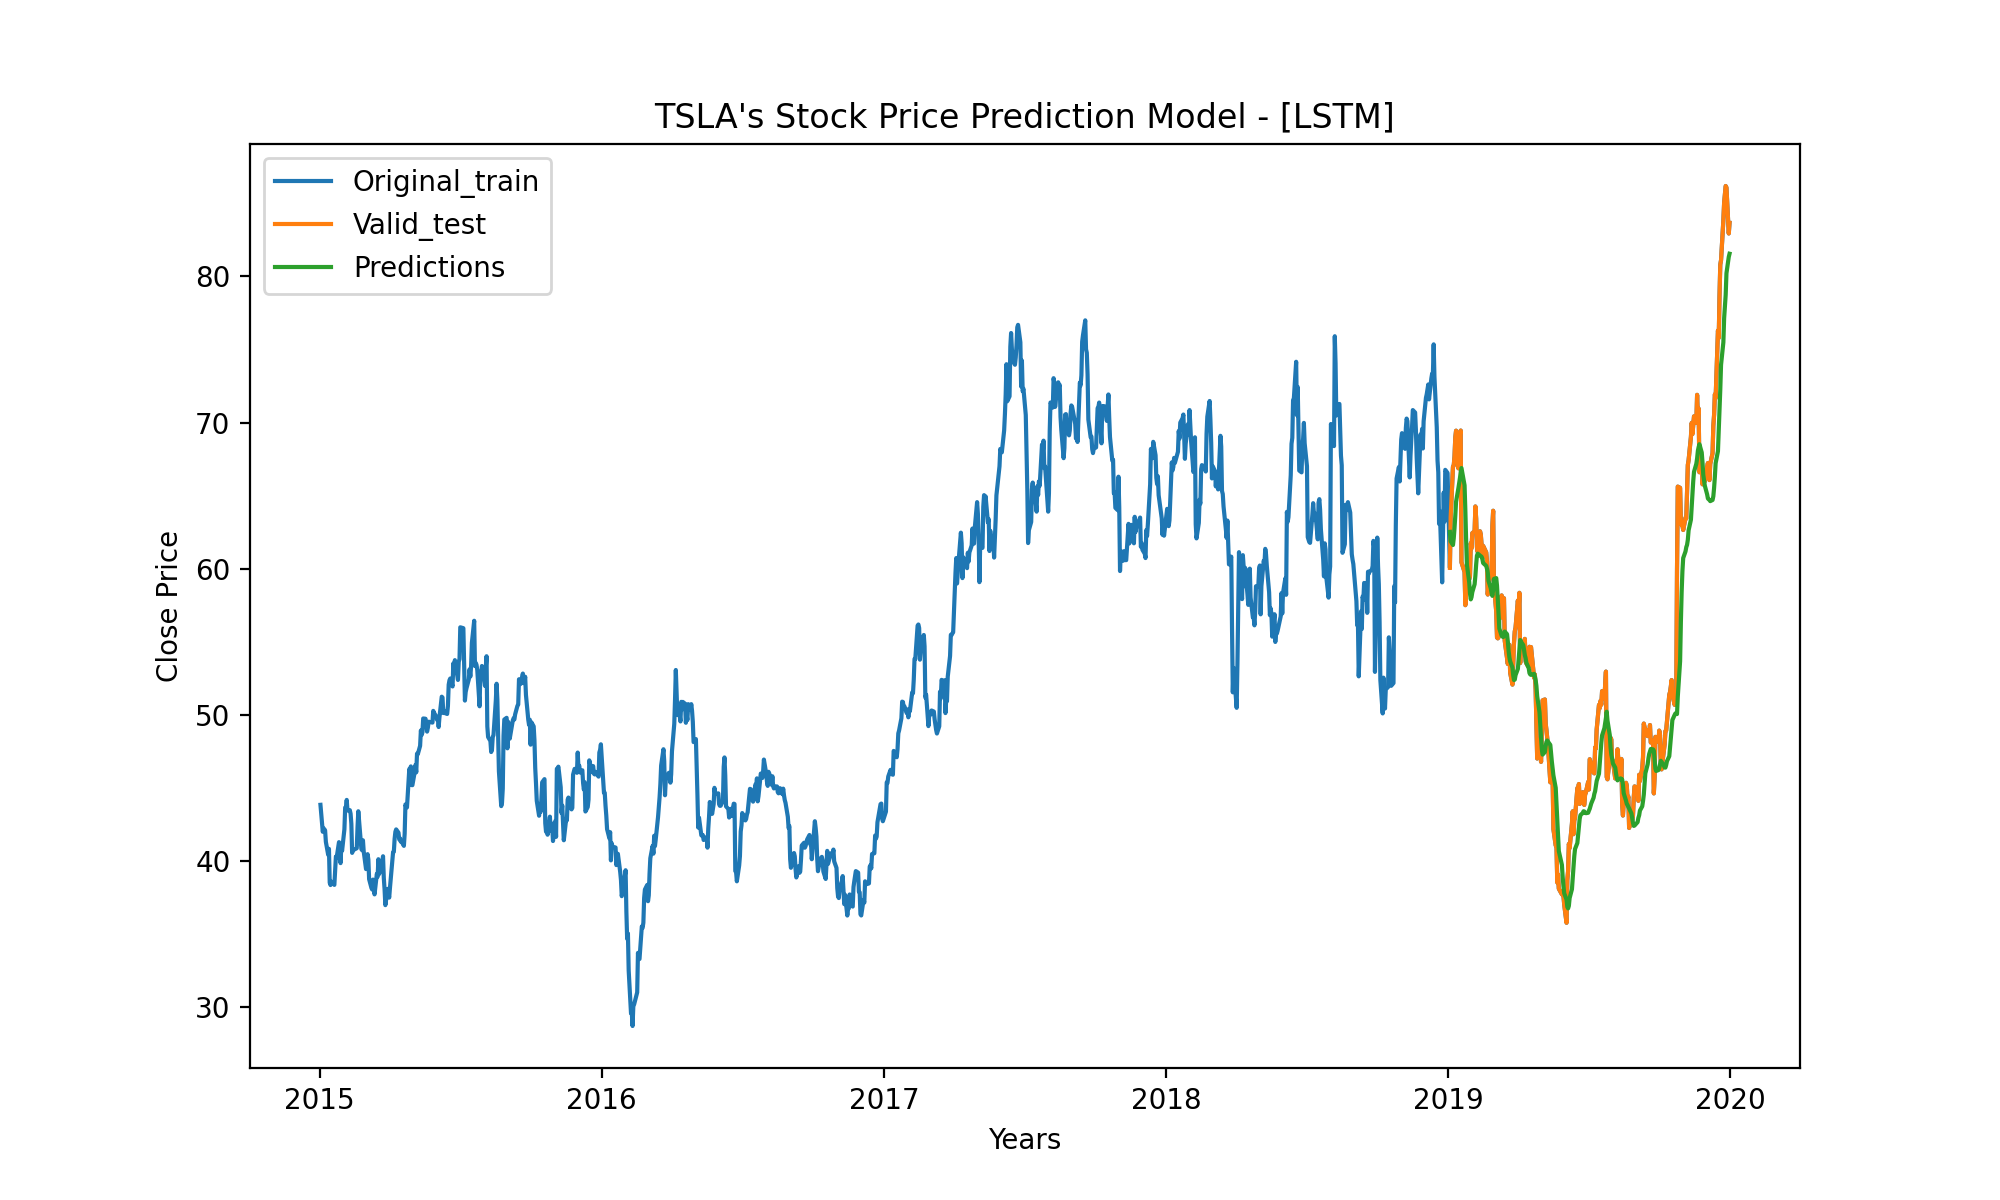 TSLA's Stock Price Prediction Model - [LSTM]
Original_train
Valid_test
Predictions
80
70
60
50
40
30
Close Price
2015 2016 2017 2018 2019 2020
Years